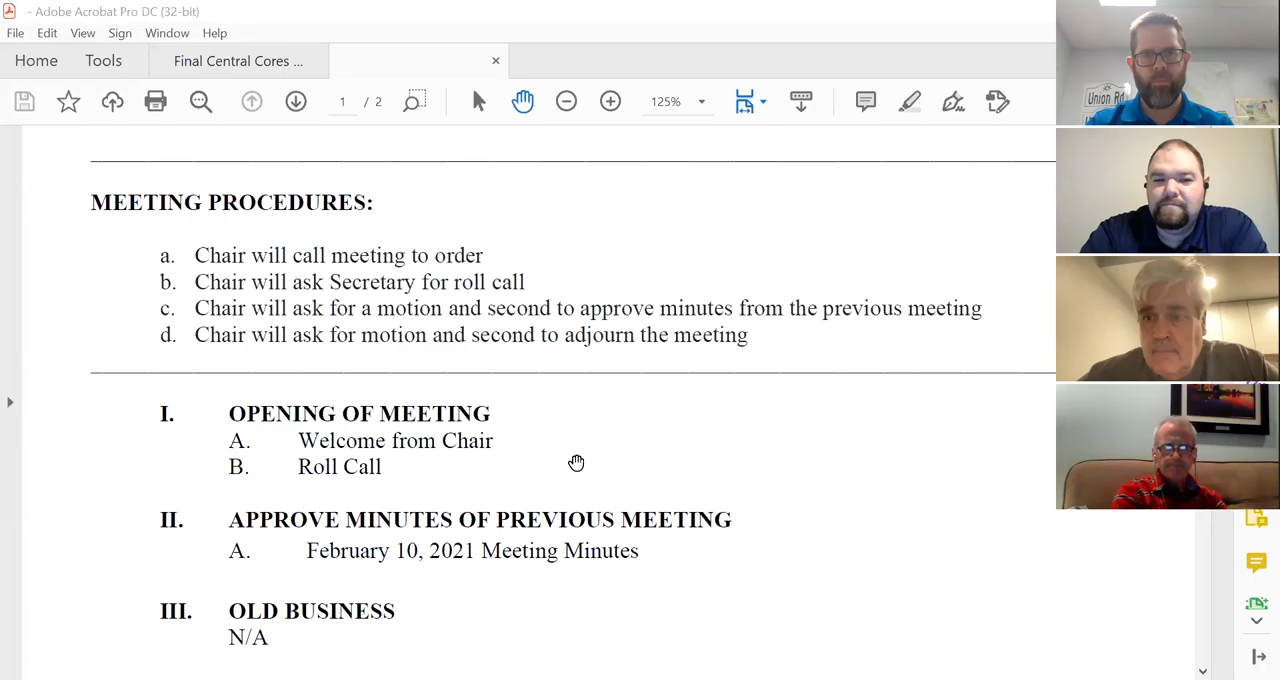 - Adobe Acrobat Pro DC (32-bit)
File Edit View Sign Window Help
Home Tools Final Central Cores ...
1 / 2 125%
MEETING PROCEDURES:
a. Chair will call meeting to order
b. Chair will ask Secretary for roll call
c. Chair will ask for a motion and second to approve minutes from the previous meeting
d. Chair will ask for motion and second to adjourn the meeting
I. OPENING OF MEETING
A. Welcome from Chair
B. Roll Call
II. APPROVE MINUTES OF PREVIOUS MEETING
A. February 10, 2021 Meeting Minutes
III. OLD BUSINESS
N/A
Union Rd